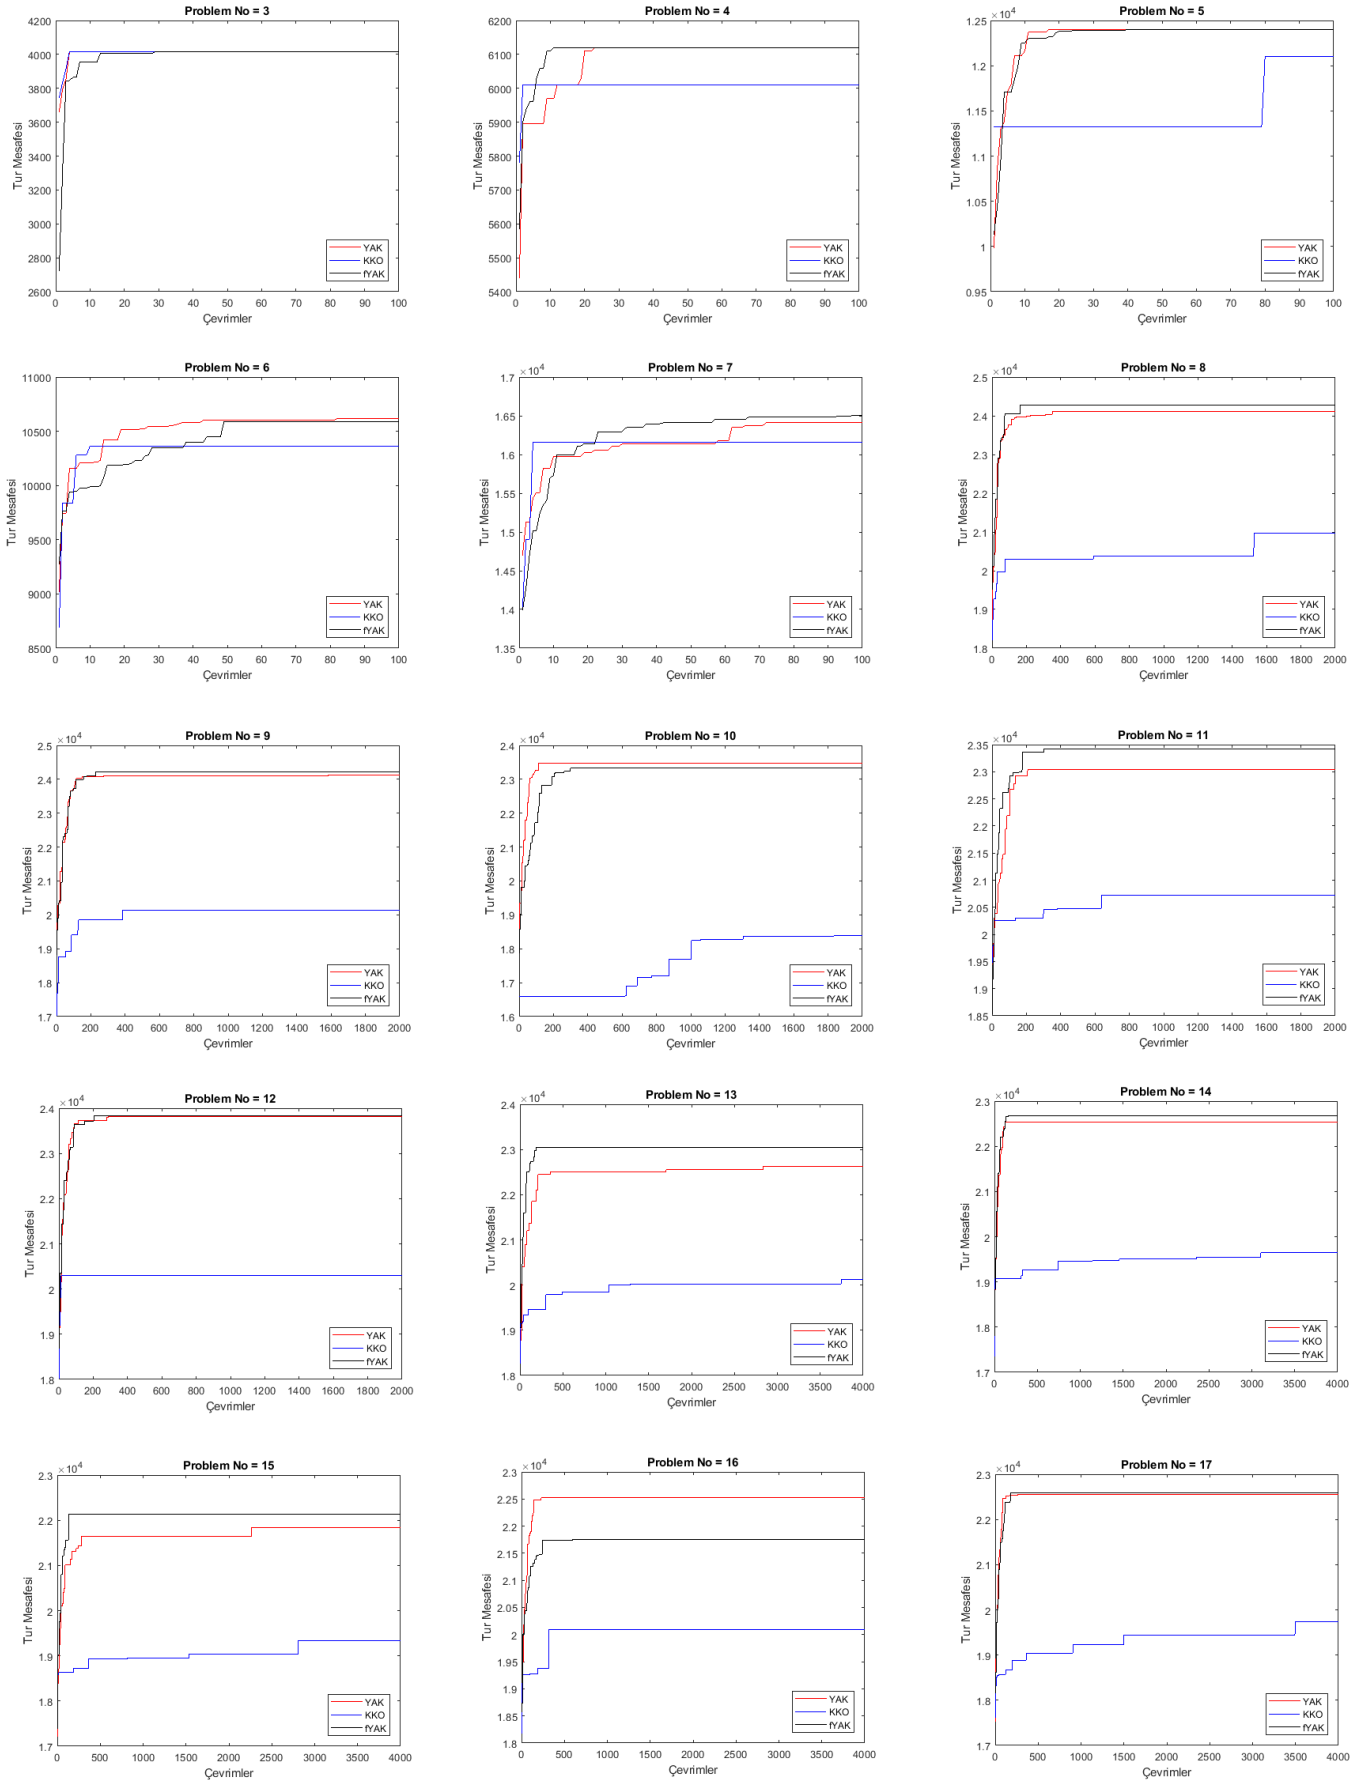 Problem No = 3
4200
4000
3800
3600
3400
3200
3000
2800
2600
Tur Mesafesi
YAK
KKO
fYAK
0 10 20 30 40 50 60 70 80 90 100
Çevrimler
Problem No = 4
6200
6100
6000
5900
5800
5700
5600
5500
5400
Tur Mesafesi
YAK
KKO
fYAK
0 10 20 30 40 50 60 70 80 90 100
Çevrimler
Problem No = 5
×10⁴
1.25
1.2
1.15
1.1
1.05
1
0.95
Tur Mesafesi
YAK
KKO
fYAK
0 10 20 30 40 50 60 70 80 90 100
Çevrimler
Problem No = 6
11000
10500
10000
9500
9000
8500
Tur Mesafesi
YAK
KKO
fYAK
0 10 20 30 40 50 60 70 80 90 100
Çevrimler
Problem No = 7
×10⁴
1.7
1.65
1.6
1.55
1.5
1.45
1.4
1.35
Tur Mesafesi
YAK
KKO
fYAK
0 10 20 30 40 50 60 70 80 90 100
Çevrimler
Problem No = 8
×10⁴
2.5
2.4
2.3
2.2
2.1
2
1.9
1.8
Tur Mesafesi
YAK
KKO
fYAK
0 200 400 600 800 1000 1200 1400 1600 1800 2000
Çevrimler
Problem No = 9
×10⁴
2.5
2.4
2.3
2.2
2.1
2
1.9
1.8
1.7
Tur Mesafesi
YAK
KKO
fYAK
0 200 400 600 800 1000 1200 1400 1600 1800 2000
Çevrimler
Problem No = 10
×10⁴
2.4
2.3
2.2
2.1
2
1.9
1.8
1.7
1.6
Tur Mesafesi
YAK
KKO
fYAK
0 200 400 600 800 1000 1200 1400 1600 1800 2000
Çevrimler
Problem No = 11
×10⁴
2.35
2.3
2.25
2.2
2.15
2.1
2.05
2
1.95
1.9
1.85
Tur Mesafesi
YAK
KKO
fYAK
0 200 400 600 800 1000 1200 1400 1600 1800 2000
Çevrimler
Problem No = 12
×10⁴
2.4
2.3
2.2
2.1
2
1.9
1.8
Tur Mesafesi
YAK
KKO
fYAK
0 200 400 600 800 1000 1200 1400 1600 1800 2000
Çevrimler
Problem No = 13
×10⁴
2.4
2.3
2.2
2.1
2
1.9
1.8
Tur Mesafesi
YAK
KKO
fYAK
0 500 1000 1500 2000 2500 3000 3500 4000
Çevrimler
Problem No = 14
×10⁴
2.3
2.2
2.1
2
1.9
1.8
1.7
Tur Mesafesi
YAK
KKO
fYAK
0 500 1000 1500 2000 2500 3000 3500 4000
Çevrimler
Problem No = 15
×10⁴
2.3
2.2
2.1
2
1.9
1.8
1.7
Tur Mesafesi
YAK
KKO
fYAK
0 500 1000 1500 2000 2500 3000 3500 4000
Çevrimler
Problem No = 16
×10⁴
2.3
2.25
2.2
2.15
2.1
2.05
2
1.95
1.9
1.85
1.8
Tur Mesafesi
YAK
KKO
fYAK
0 500 1000 1500 2000 2500 3000 3500 4000
Çevrimler
Problem No = 17
×10⁴
2.3
2.2
2.1
2
1.9
1.8
1.7
Tur Mesafesi
YAK
KKO
fYAK
0 500 1000 1500 2000 2500 3000 3500 4000
Çevrimler